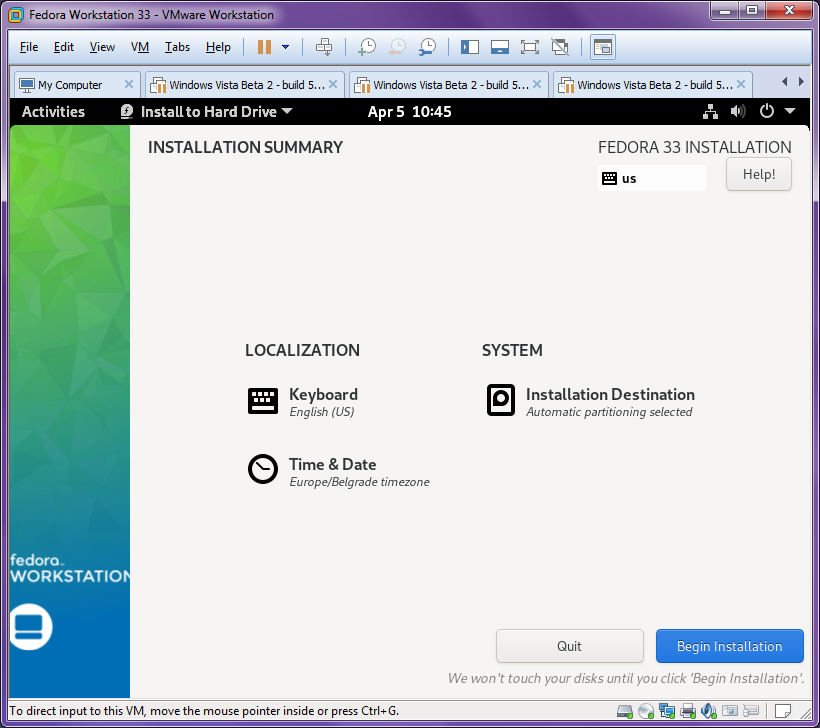 Fedora Workstation 33 - VMware Workstation
File Edit View VM Tabs Help
My Computer Windows Vista Beta 2 - build 5... Windows Vista Beta 2 - build 5... Windows Vista Beta 2 - build 5...
Activities Install to Hard Drive Apr 5 10:45
INSTALLATION SUMMARY FEDORA 33 INSTALLATION
us Help!
LOCALIZATION SYSTEM
Keyboard Installation Destination
English (US) Automatic partitioning selected
Time & Date
Europe/Belgrade timezone
fedora™
WORKSTATION
Quit Begin Installation
We won't touch your disks until you click 'Begin Installation'.
To direct input to this VM, move the mouse pointer inside or press Ctrl+G.